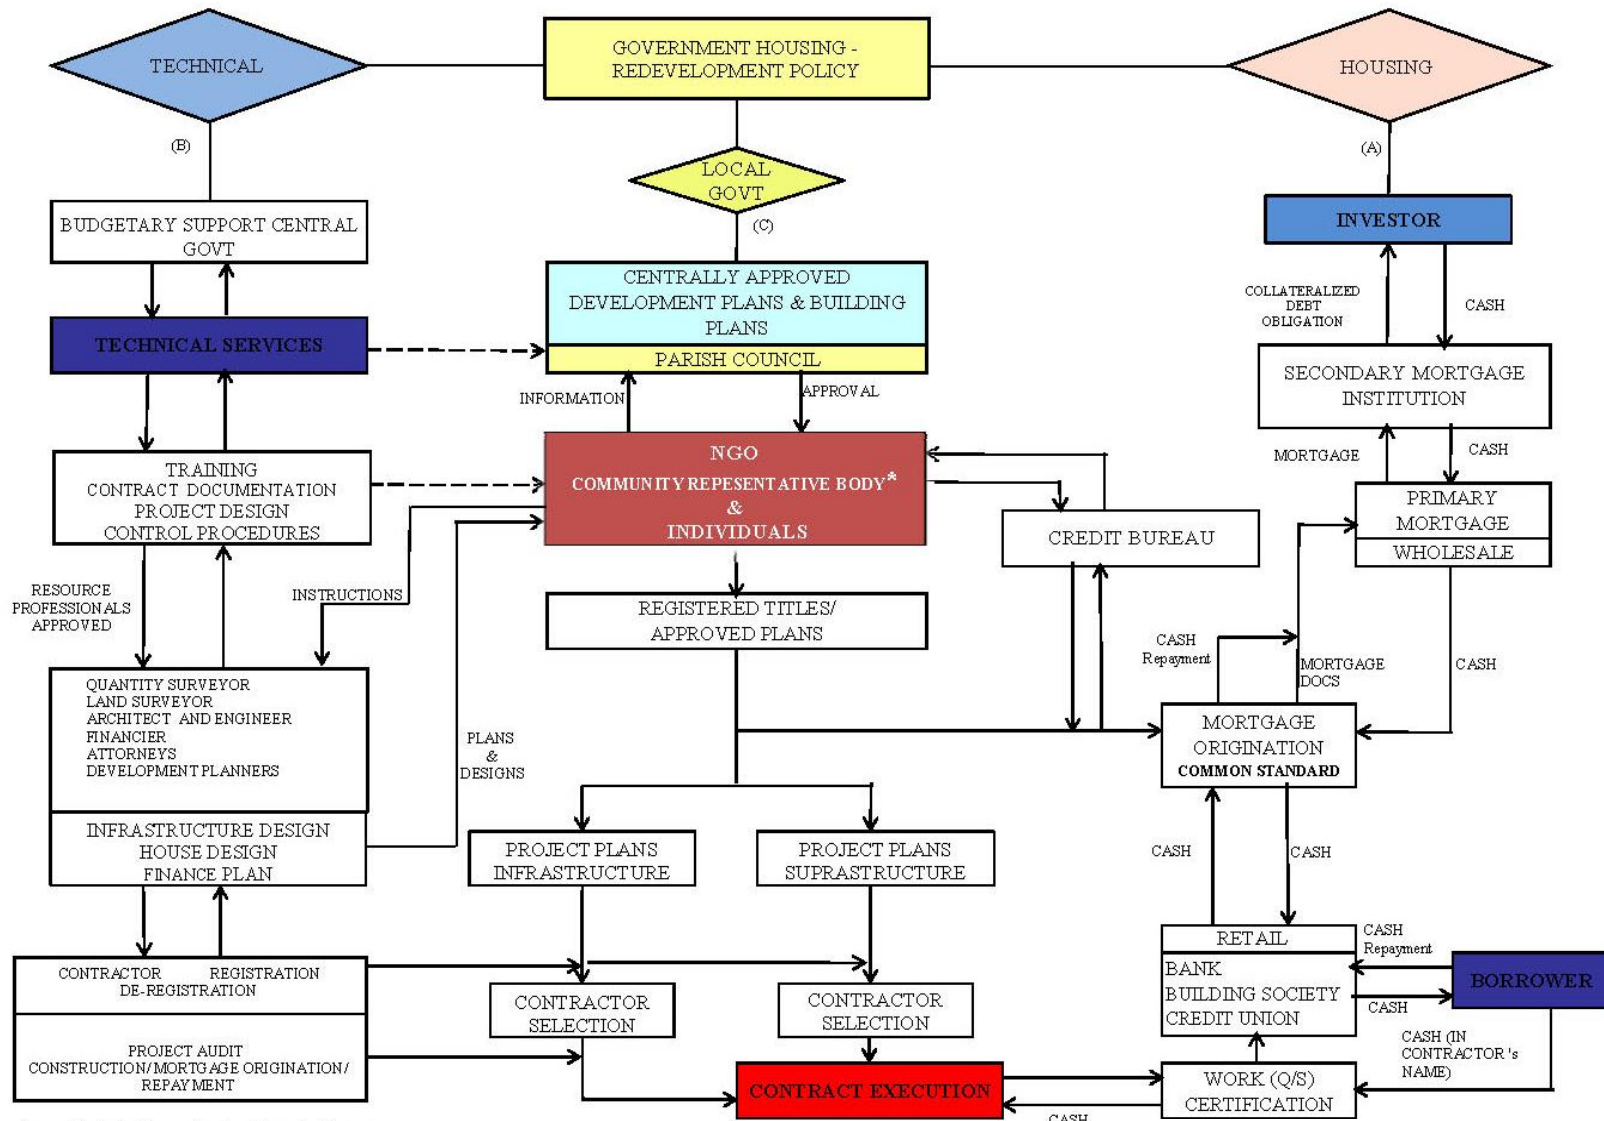 TECHNICAL
GOVERNMENT HOUSING -
REDEVELOPMENT POLICY
HOUSING
(B)
(A)
LOCAL
GOVT
(C)
BUDGETARY SUPPORT CENTRAL
GOVT
INVESTOR
CENTRALLY APPROVED
DEVELOPMENT PLANS & BUILDING
PLANS
PARISH COUNCIL
COLLATERALIZED
DEBT
OBLIGATION
CASH
TECHNICAL SERVICES
INFORMATION
APPROVAL
SECONDARY MORTGAGE
INSTITUTION
MORTGAGE
CASH
TRAINING
CONTRACT DOCUMENTATION
PROJECT DESIGN
CONTROL PROCEDURES
NGO
COMMUNITY REPESENTATIVE BODY*
&
INDIVIDUALS
CREDIT BUREAU
PRIMARY
MORTGAGE
WHOLESALE
RESOURCE
PROFESSIONALS
APPROVED
INSTRUCTIONS
REGISTERED TITLES/
APPROVED PLANS
CASH
Repayment
MORTGAGE
DOCS
CASH
QUANTITY SURVEYOR
LAND SURVEYOR
ARCHITECT AND ENGINEER
FINANCIER
ATTORNEYS
DEVELOPMENT PLANNERS
PLANS
&
DESIGNS
MORTGAGE
ORIGINATION
COMMON STANDARD
INFRASTRUCTURE DESIGN
HOUSE DESIGN
FINANCE PLAN
PROJECT PLANS
INFRASTRUCTURE
PROJECT PLANS
SUPRASTRUCTURE
CASH
CASH
RETAIL
BANK
BUILDING SOCIETY
CREDIT UNION
CASH
Repayment
CASH
BORROWER
CONTRACTOR REGISTRATION
DE-REGISTRATION
CONTRACTOR
SELECTION
CONTRACTOR
SELECTION
PROJECT AUDIT
CONSTRUCTION/MORTGAGE ORIGINATION/
REPAYMENT
CONTRACT EXECUTION
WORK (Q/S)
CERTIFICATION
CASH (IN
CONTRACTOR's
NAME)
CASH